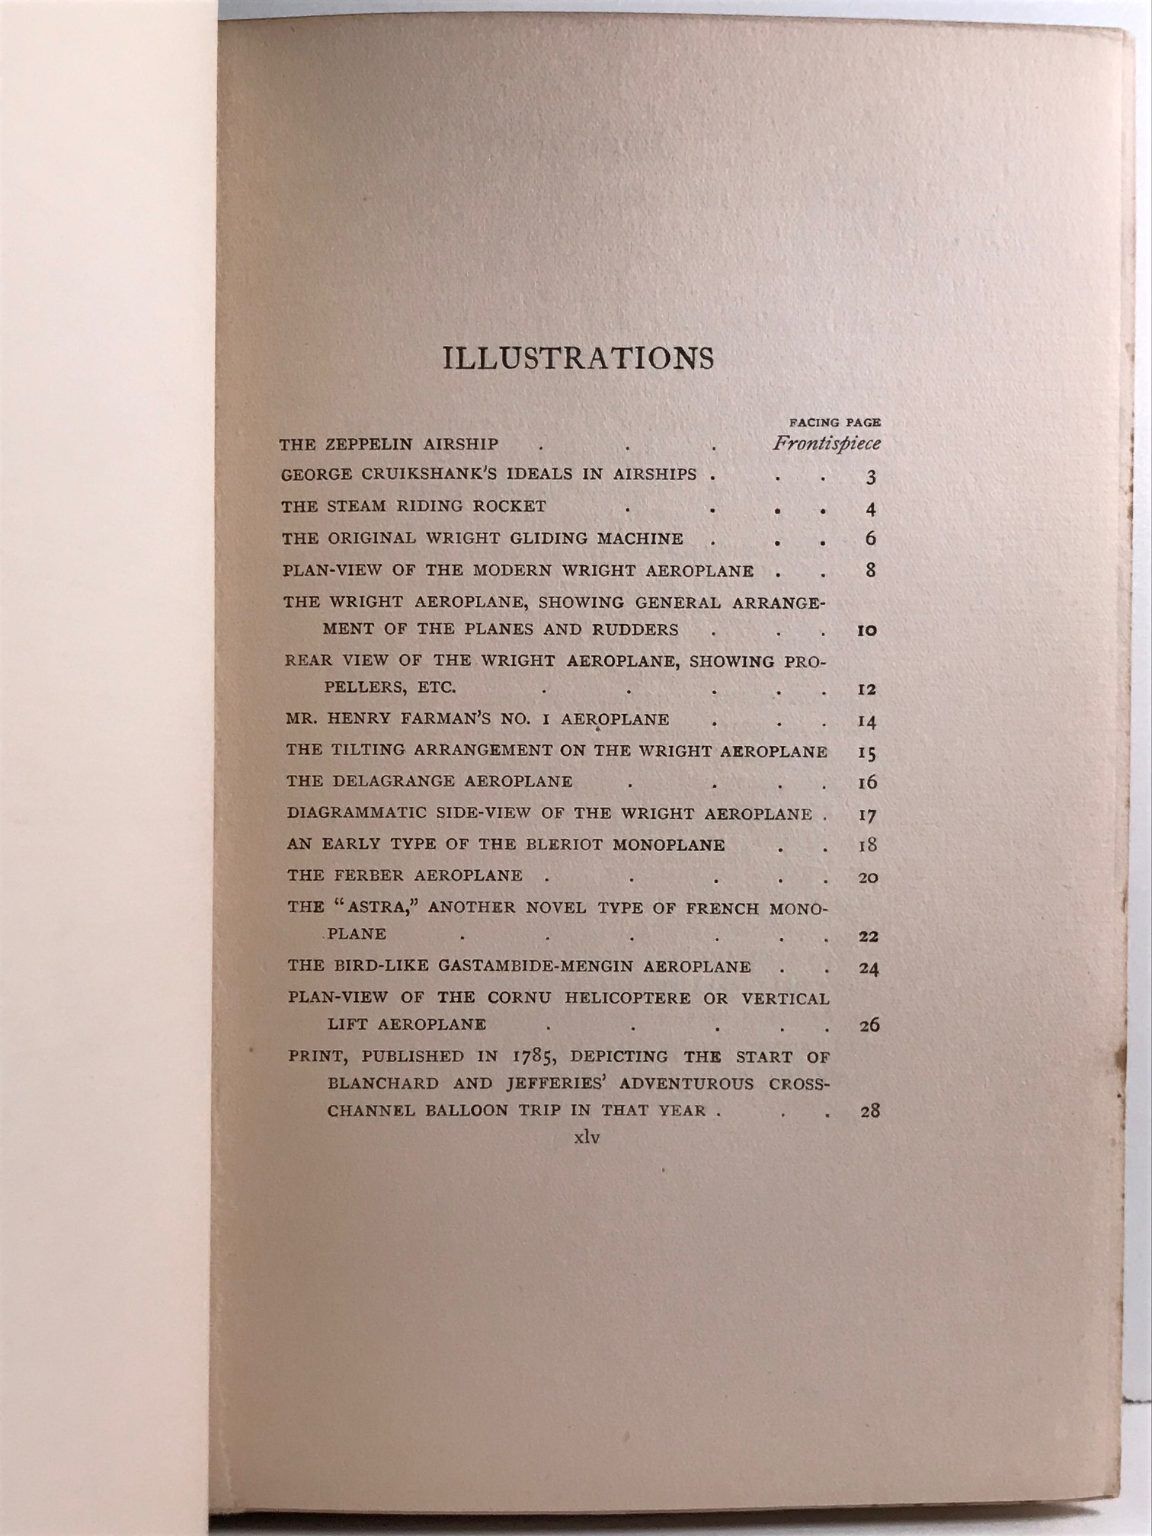 ILLUSTRATIONS
FACING PAGE
THE ZEPPELIN AIRSHIP . . . Frontispiece
GEORGE CRUIKSHANK'S IDEALS IN AIRSHIPS . . . 3
THE STEAM RIDING ROCKET . . . . 4
THE ORIGINAL WRIGHT GLIDING MACHINE . . . 6
PLAN-VIEW OF THE MODERN WRIGHT AEROPLANE . . 8
THE WRIGHT AEROPLANE, SHOWING GENERAL ARRANGE-
MENT OF THE PLANES AND RUDDERS . . . 10
REAR VIEW OF THE WRIGHT AEROPLANE, SHOWING PRO-
PELLERS, ETC. . . . . . 12
MR. HENRY FARMAN'S NO. 1 AEROPLANE . . . 14
THE TILTING ARRANGEMENT ON THE WRIGHT AEROPLANE 15
THE DELAGRANGE AEROPLANE . . . . 16
DIAGRAMMATIC SIDE-VIEW OF THE WRIGHT AEROPLANE . 17
AN EARLY TYPE OF THE BLERIOT MONOPLANE . . 18
THE FERBER AEROPLANE . . . . . 20
THE “ASTRA,” ANOTHER NOVEL TYPE OF FRENCH MONO-
PLANE . . . . . . 22
THE BIRD-LIKE GASTAMBIDE-MENGIN AEROPLANE . . 24
PLAN-VIEW OF THE CORNU HELICOPTERE OR VERTICAL
LIFT AEROPLANE . . . . . 26
PRINT, PUBLISHED IN 1785, DEPICTING THE START OF
BLANCHARD AND JEFFERIES' ADVENTUROUS CROSS-
CHANNEL BALLOON TRIP IN THAT YEAR . . . 28
xlv